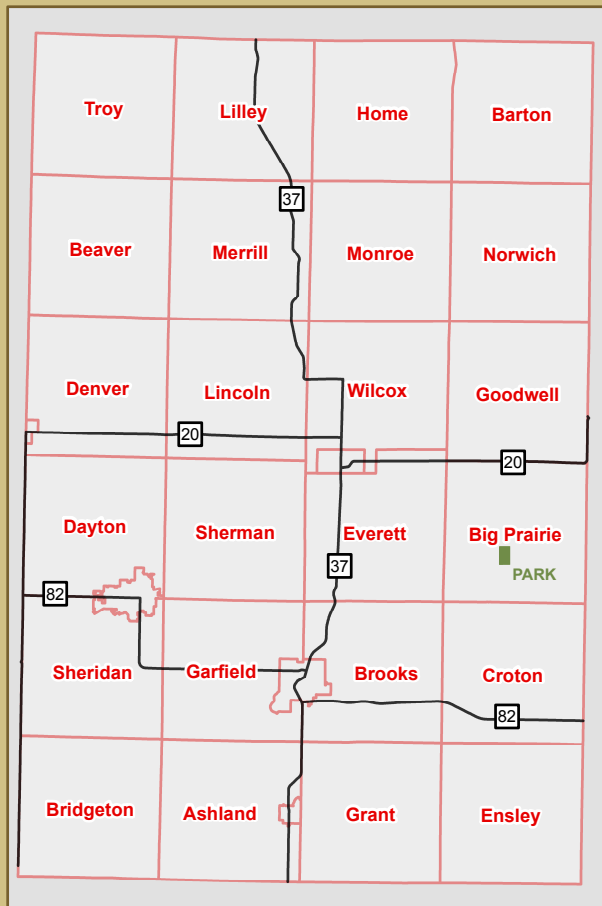 Troy
Lilley
Home
Barton
37
Beaver
Merrill
Monroe
Norwich
Denver
Lincoln
Wilcox
Goodwell
20
20
Dayton
Sherman
Everett
Big Prairie
37
PARK
82
Sheridan
Garfield
Brooks
Croton
82
Bridgeton
Ashland
Grant
Ensley